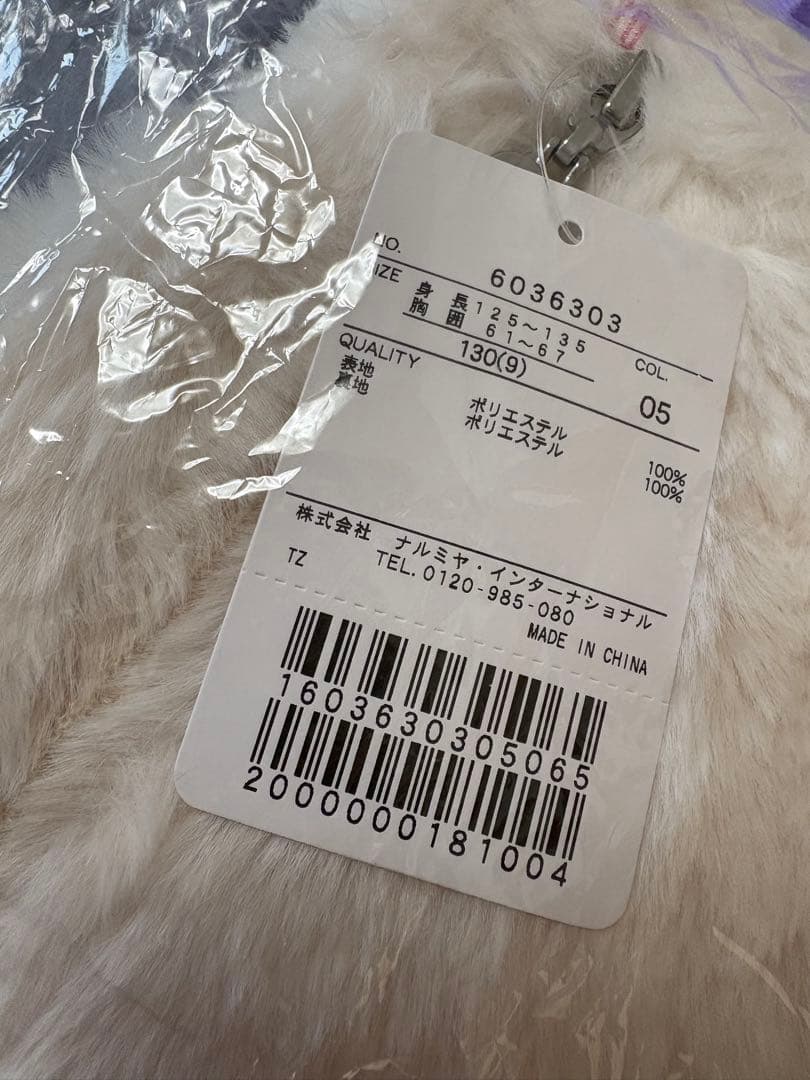 NO. 6036303
SIZE 身長 125～135
胸囲 61～67
130(9)
COL.
05
QUALITY
表地 ポリエステル 100%
裏地 ポリエステル 100%
株式会社 ナルミヤ・インターナショナル
TZ TEL.0120-985-080
MADE IN CHINA
1603630305065
2000000181004